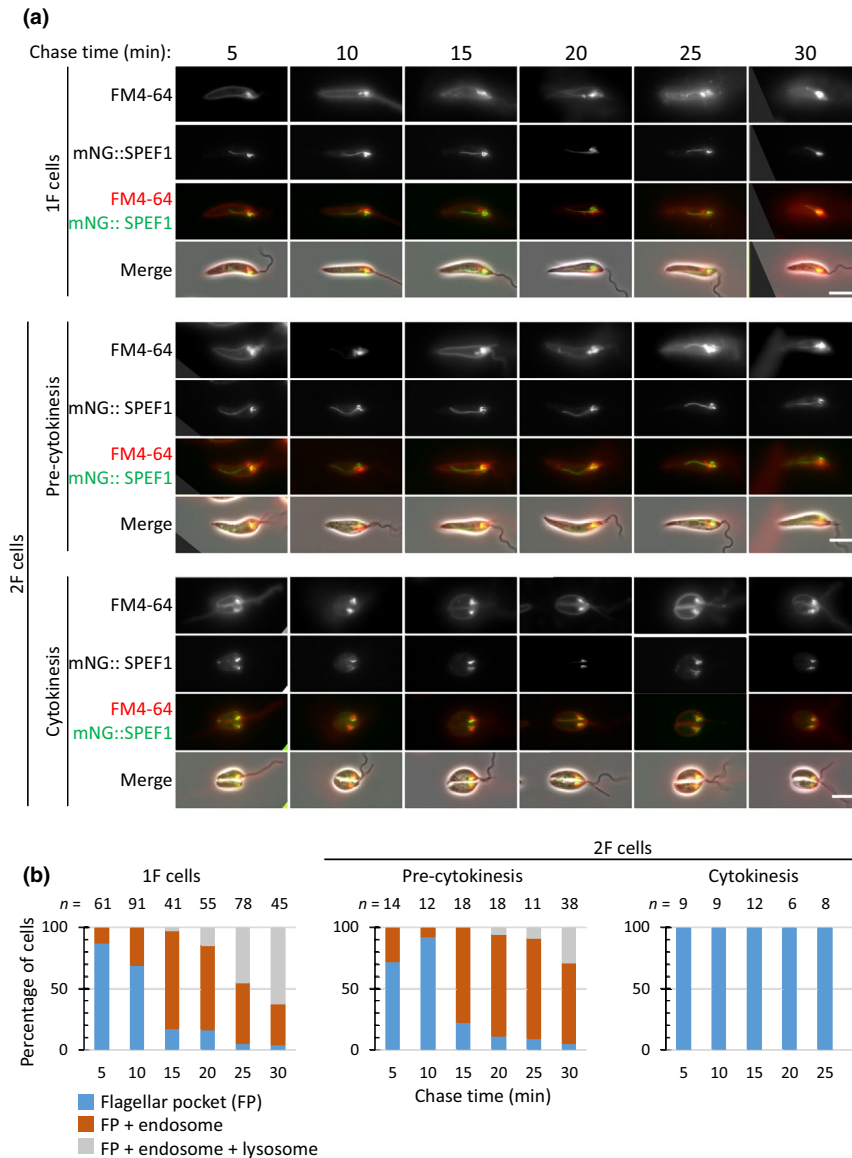 (a)
Chase time (min): 5 10 15 20 25 30
1F cells
FM4-64
mNG::SPEF1
FM4-64
mNG:: SPEF1
Merge
2F cells
Pre-cytokinesis
FM4-64
mNG:: SPEF1
FM4-64
mNG:: SPEF1
Merge
Cytokinesis
FM4-64
mNG:: SPEF1
FM4-64
mNG::SPEF1
Merge
(b)
2F cells
1F cells Pre-cytokinesis Cytokinesis
n = 61 91 41 55 78 45 n = 14 12 18 18 11 38 n = 9 9 12 6 8
Percentage of cells
100 100 100
50 50 50
0 0 0
5 10 15 20 25 30 5 10 15 20 25 30 5 10 15 20 25
Chase time (min)
Flagellar pocket (FP)
FP + endosome
FP + endosome + lysosome